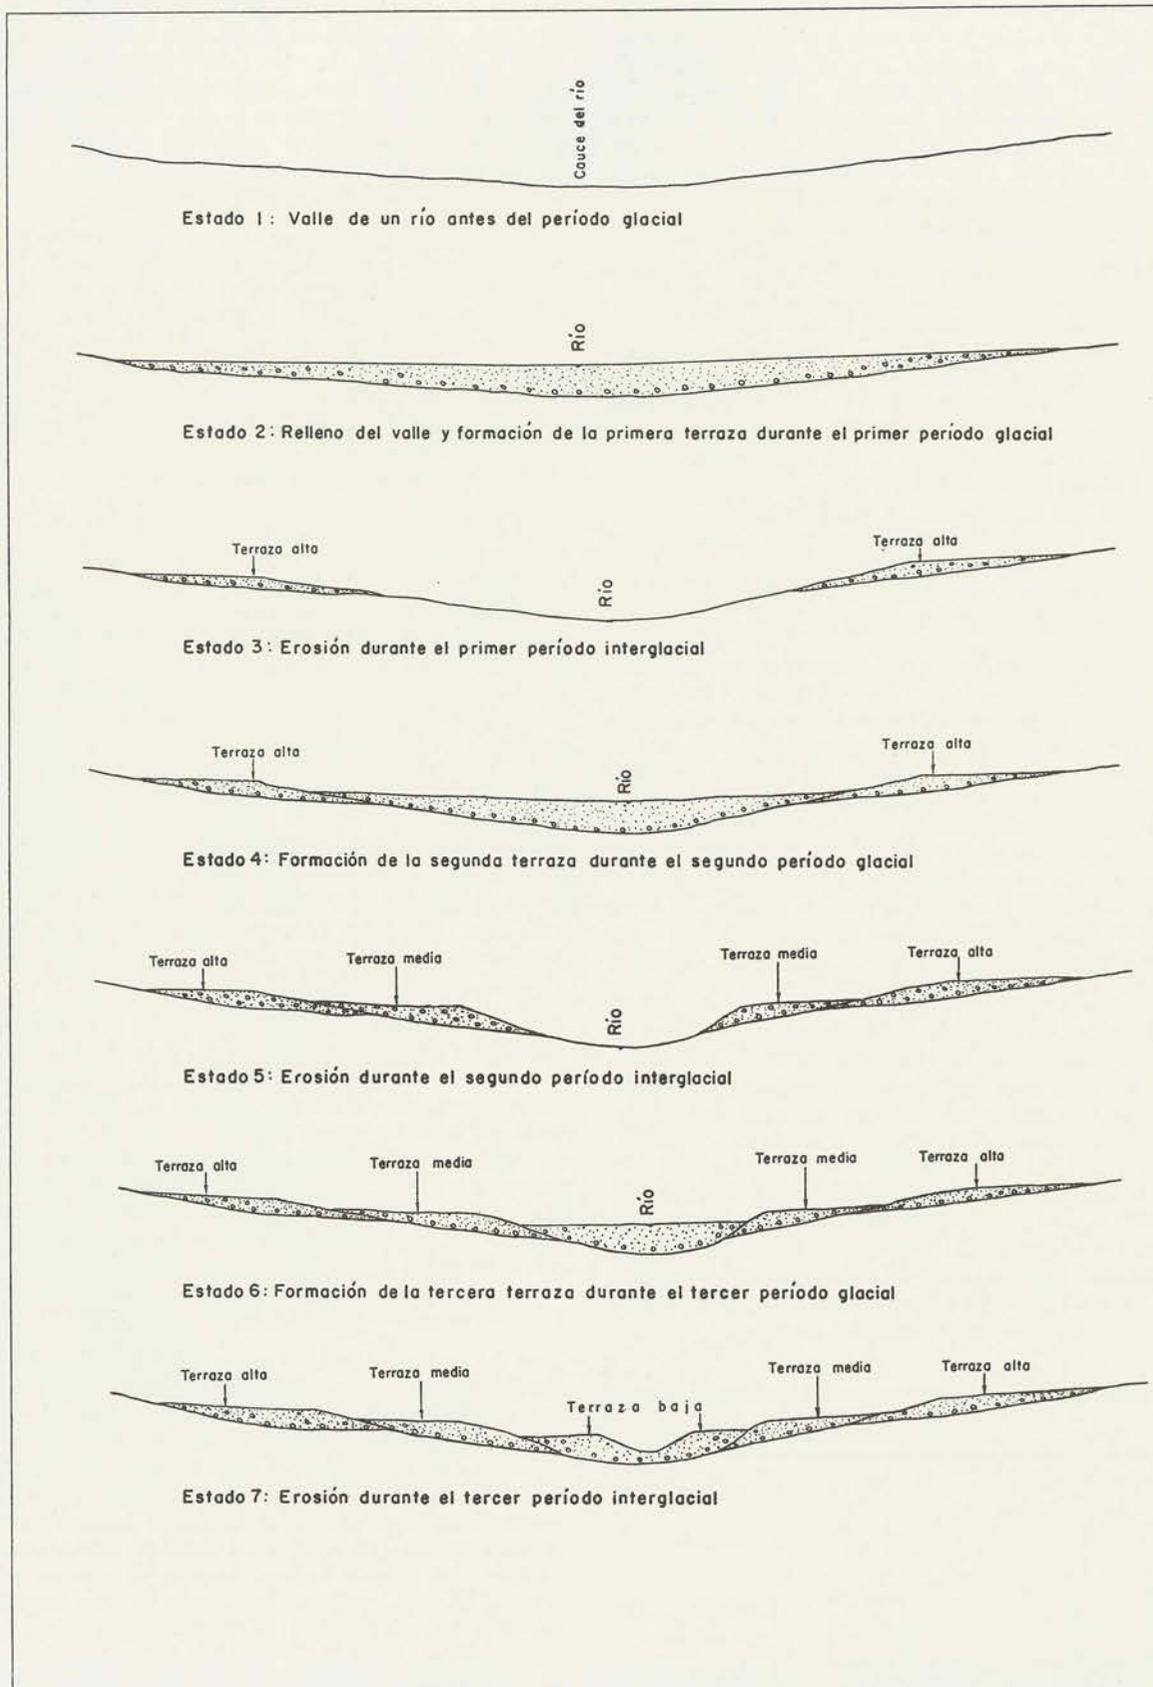 Cauce del río
Estado 1: Valle de un río antes del período glacial
Río
Estado 2: Relleno del valle y formación de la primera terraza durante el primer período glacial
Terraza alta
Terraza alta
Río
Estado 3: Erosión durante el primer período interglacial
Terraza alta
Terraza alta
Río
Estado 4: Formación de la segunda terraza durante el segundo período glacial
Terraza alta
Terraza media
Terraza media
Terraza alta
Río
Estado 5: Erosión durante el segundo período interglacial
Terraza alta
Terraza media
Terraza media
Terraza alta
Río
Estado 6: Formación de la tercera terraza durante el tercer período glacial
Terraza alta
Terraza media
Terraza media
Terraza alta
Terraza baja
Estado 7: Erosión durante el tercer período interglacial